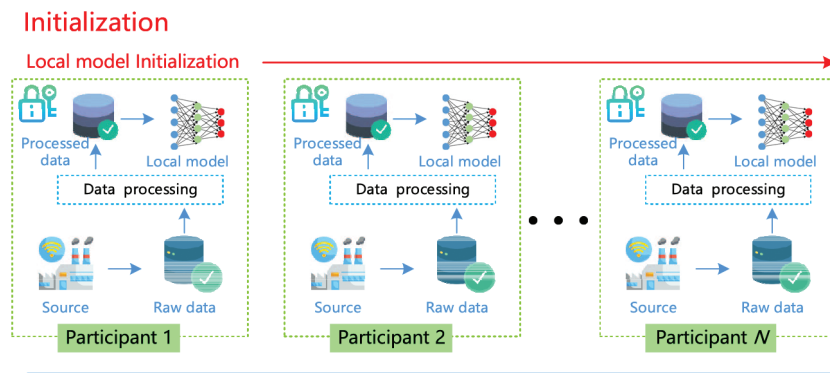 Initialization
Local model Initialization
Processed
data
Local model
Data processing
Source
Raw data
Participant 1
Processed
data
Local model
Data processing
Source
Raw data
Participant 2
Processed
data
Local model
Data processing
Source
Raw data
Participant N